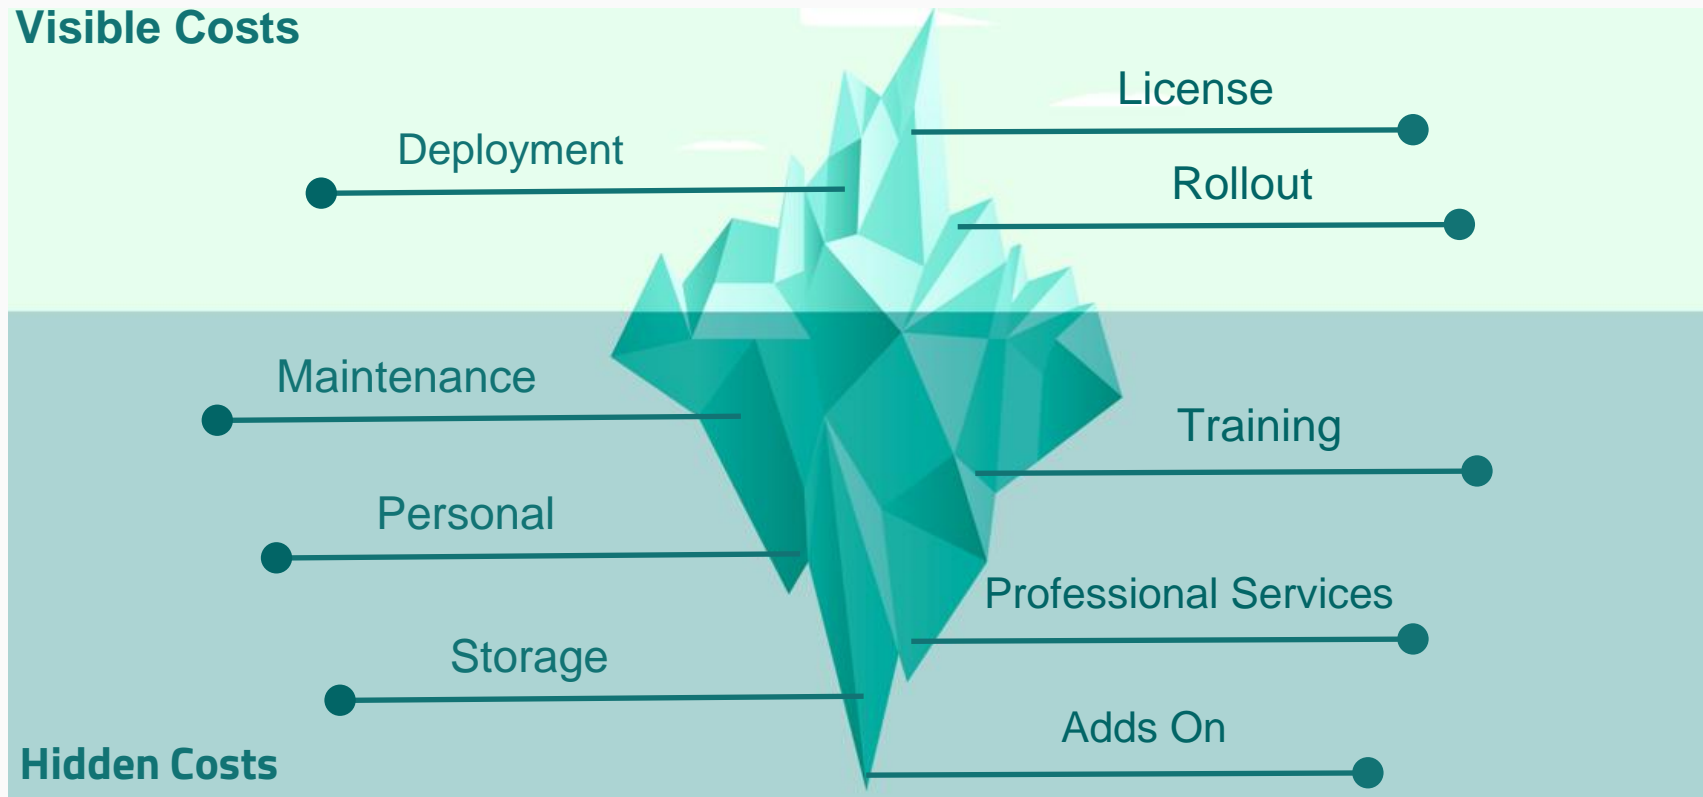 Visible Costs
License
Deployment
Rollout
Maintenance
Training
Personal
Professional Services
Storage
Adds On
Hidden Costs